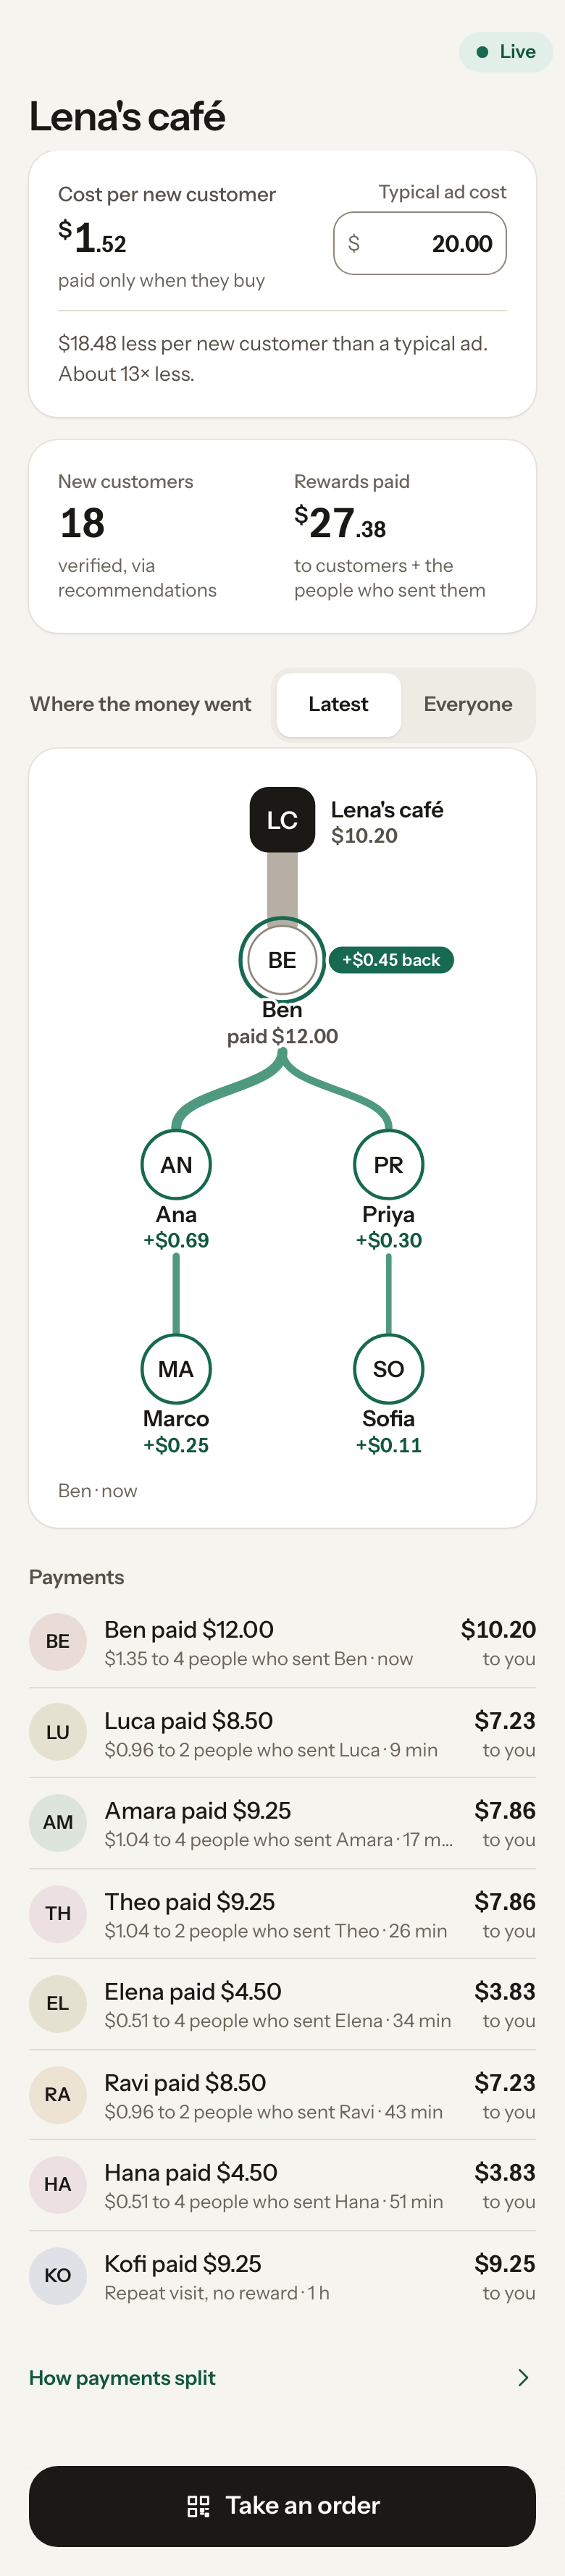 Live
Lena's café
Cost per new customer
$1.52
paid only when they buy
Typical ad cost
$ 20.00
$18.48 less per new customer than a typical ad.
About 13× less.
New customers
18
verified, via
recommendations
Rewards paid
$27.38
to customers + the
people who sent them
Where the money went
Latest
Everyone
LC
Lena's café
$10.20
BE
+$0.45 back
Ben
paid $12.00
AN
Ana
+$0.69
PR
Priya
+$0.30
MA
Marco
+$0.25
SO
Sofia
+$0.11
Ben · now
Payments
BE
Ben paid $12.00
$1.35 to 4 people who sent Ben · now
$10.20
to you
LU
Luca paid $8.50
$0.96 to 2 people who sent Luca · 9 min
$7.23
to you
AM
Amara paid $9.25
$1.04 to 4 people who sent Amara · 17 m...
$7.86
to you
TH
Theo paid $9.25
$1.04 to 2 people who sent Theo · 26 min
$7.86
to you
EL
Elena paid $4.50
$0.51 to 4 people who sent Elena · 34 min
$3.83
to you
RA
Ravi paid $8.50
$0.96 to 2 people who sent Ravi · 43 min
$7.23
to you
HA
Hana paid $4.50
$0.51 to 4 people who sent Hana · 51 min
$3.83
to you
KO
Kofi paid $9.25
Repeat visit, no reward · 1 h
$9.25
to you
How payments split
Take an order